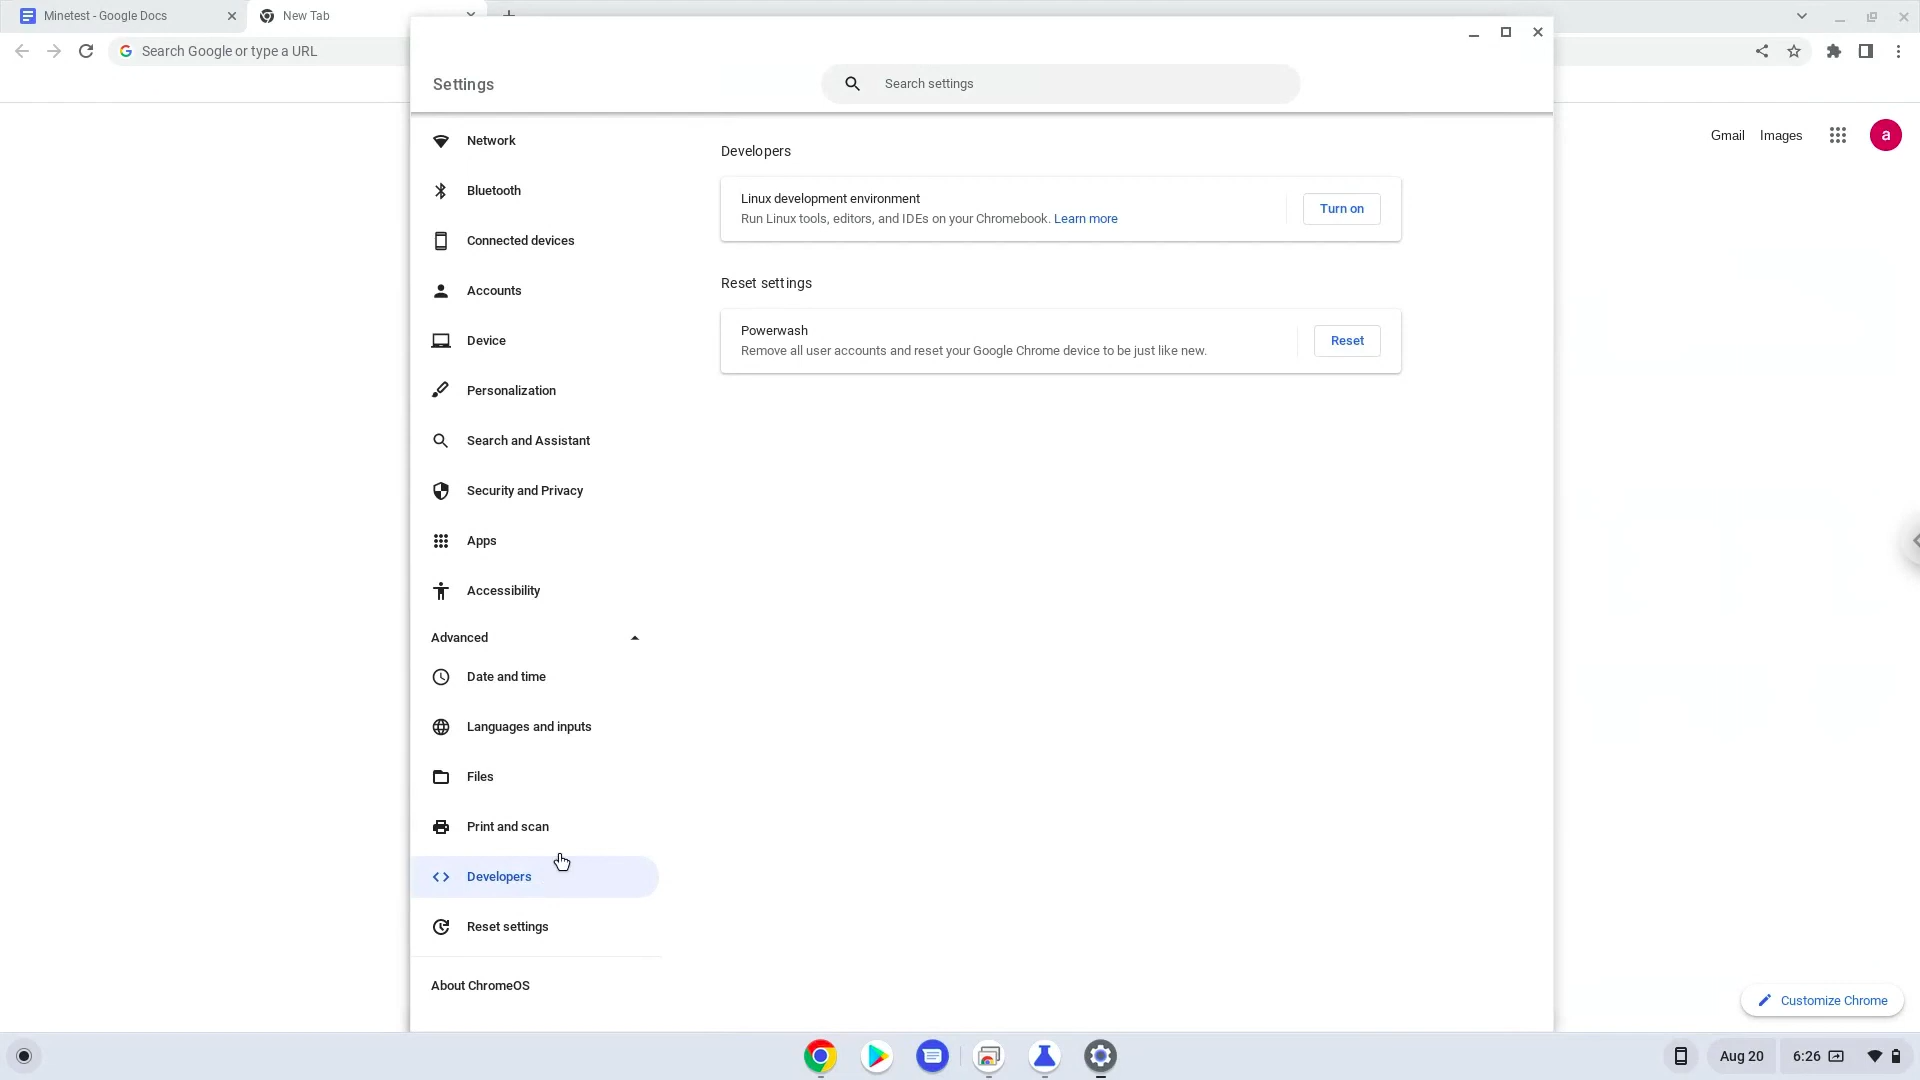 Minetest - Google Docs
New Tab
Search Google or type a URL
Settings
Search settings
Gmail
Images
a
Network
Bluetooth
Connected devices
Accounts
Device
Personalization
Search and Assistant
Security and Privacy
Apps
Accessibility
Advanced
Date and time
Languages and inputs
Files
Print and scan
Developers
Reset settings
About ChromeOS
Developers
Linux development environment
Run Linux tools, editors, and IDEs on your Chromebook. Learn more
Turn on
Reset settings
Powerwash
Remove all user accounts and reset your Google Chrome device to be just like new.
Reset
Customize Chrome
Aug 20
6:26